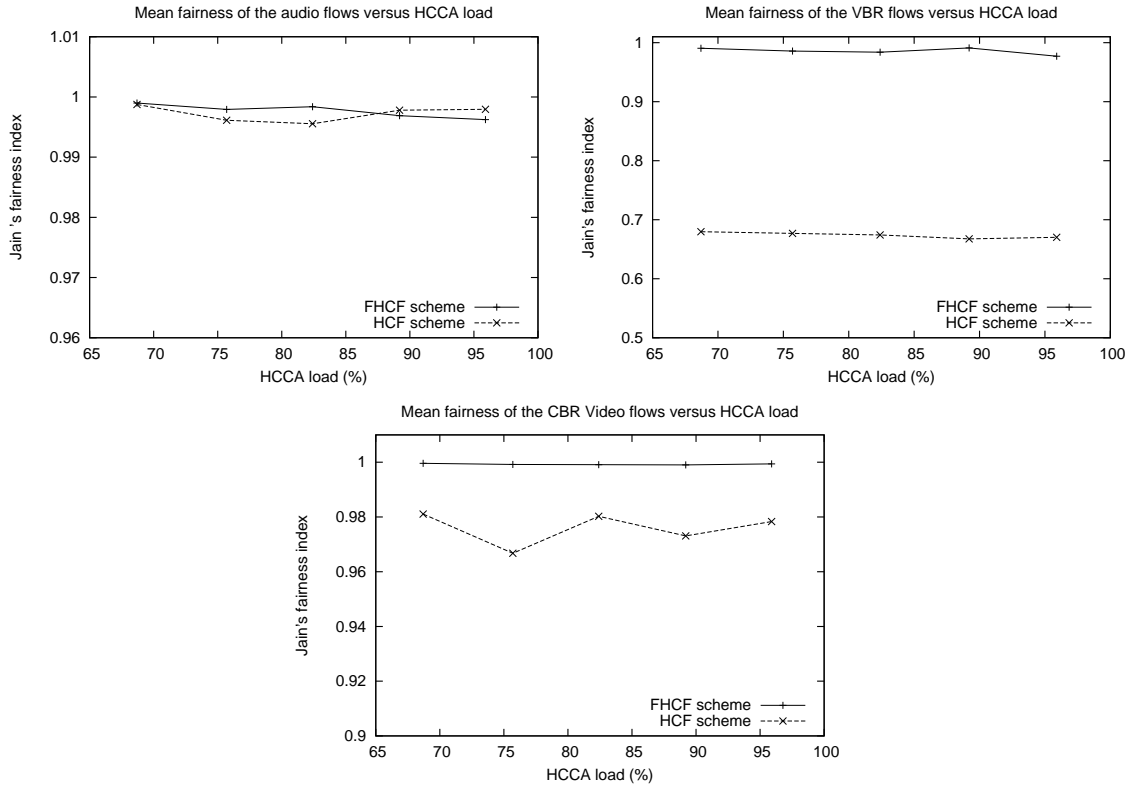 Mean fairness of the audio flows versus HCCA load
1.01
1
0.99
0.98
0.97
0.96
Jain 's fairness index
FHCF scheme
HCF scheme
65 70 75 80 85 90 95 100
HCCA load (%)
Mean fairness of the VBR flows versus HCCA load
1
0.9
0.8
0.7
0.6
0.5
Jain's fairness index
FHCF scheme
HCF scheme
65 70 75 80 85 90 95 100
HCCA load (%)
Mean fairness of the CBR Video flows versus HCCA load
1
0.98
0.96
0.94
0.92
0.9
Jain's fairness index
FHCF scheme
HCF scheme
65 70 75 80 85 90 95 100
HCCA load (%)